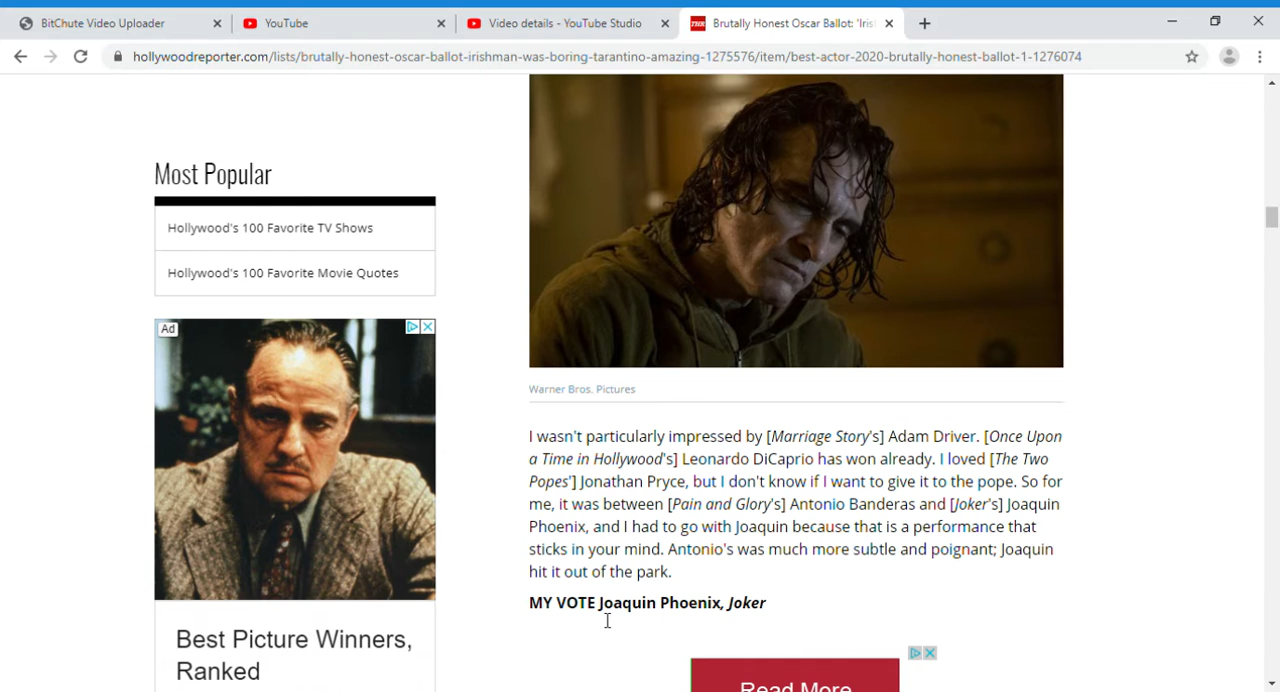 BitChute Video Uploader
YouTube
Video details - YouTube Studio
THR Brutally Honest Oscar Ballot: 'Iris
hollywoodreporter.com/lists/brutally-honest-oscar-ballot-irishman-was-boring-tarantino-amazing-1275576/item/best-actor-2020-brutally-honest-ballot-1-1276074
Most Popular
Hollywood's 100 Favorite TV Shows
Hollywood's 100 Favorite Movie Quotes
Ad
Best Picture Winners,
Ranked
Warner Bros. Pictures
I wasn't particularly impressed by [Marriage Story's] Adam Driver. [Once Upon
a Time in Hollywood's] Leonardo DiCaprio has won already. I loved [The Two
Popes'] Jonathan Pryce, but I don't know if I want to give it to the pope. So for
me, it was between [Pain and Glory's] Antonio Banderas and [Joker's] Joaquin
Phoenix, and I had to go with Joaquin because that is a performance that
sticks in your mind. Antonio's was much more subtle and poignant; Joaquin
hit it out of the park.
MY VOTE Joaquin Phoenix, Joker
Read More